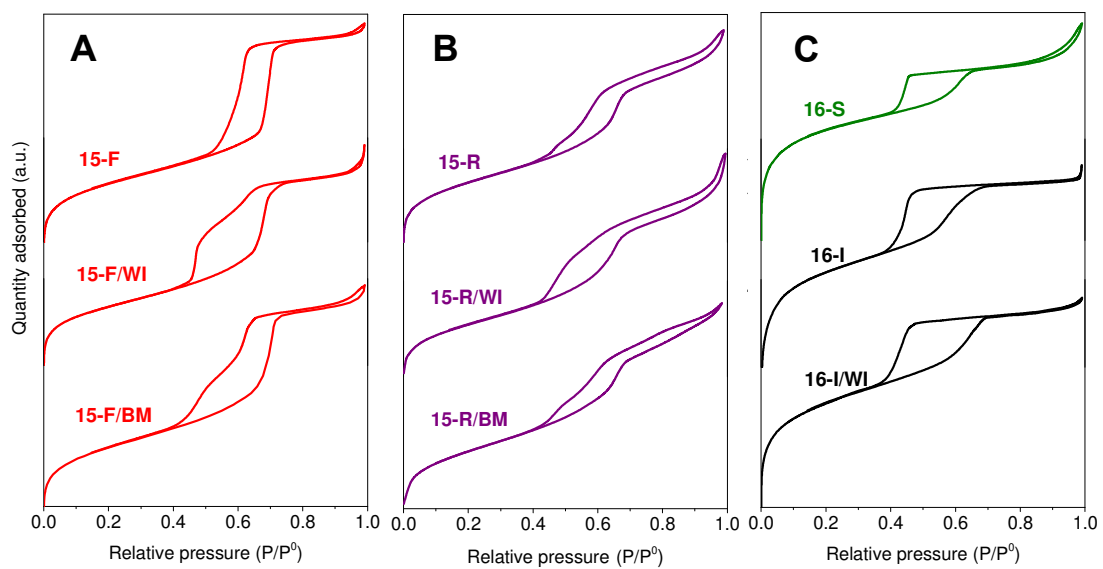 A
B
C
15-F
15-F/WI
15-F/BM
15-R
15-R/WI
15-R/BM
16-S
16-I
16-I/WI
Quantity adsorbed (a.u.)
0.0 0.2 0.4 0.6 0.8 1.0
0.0 0.2 0.4 0.6 0.8 1.0
0.0 0.2 0.4 0.6 0.8 1.0
Relative pressure (P/P⁰)
Relative pressure (P/P⁰)
Relative pressure (P/P⁰)